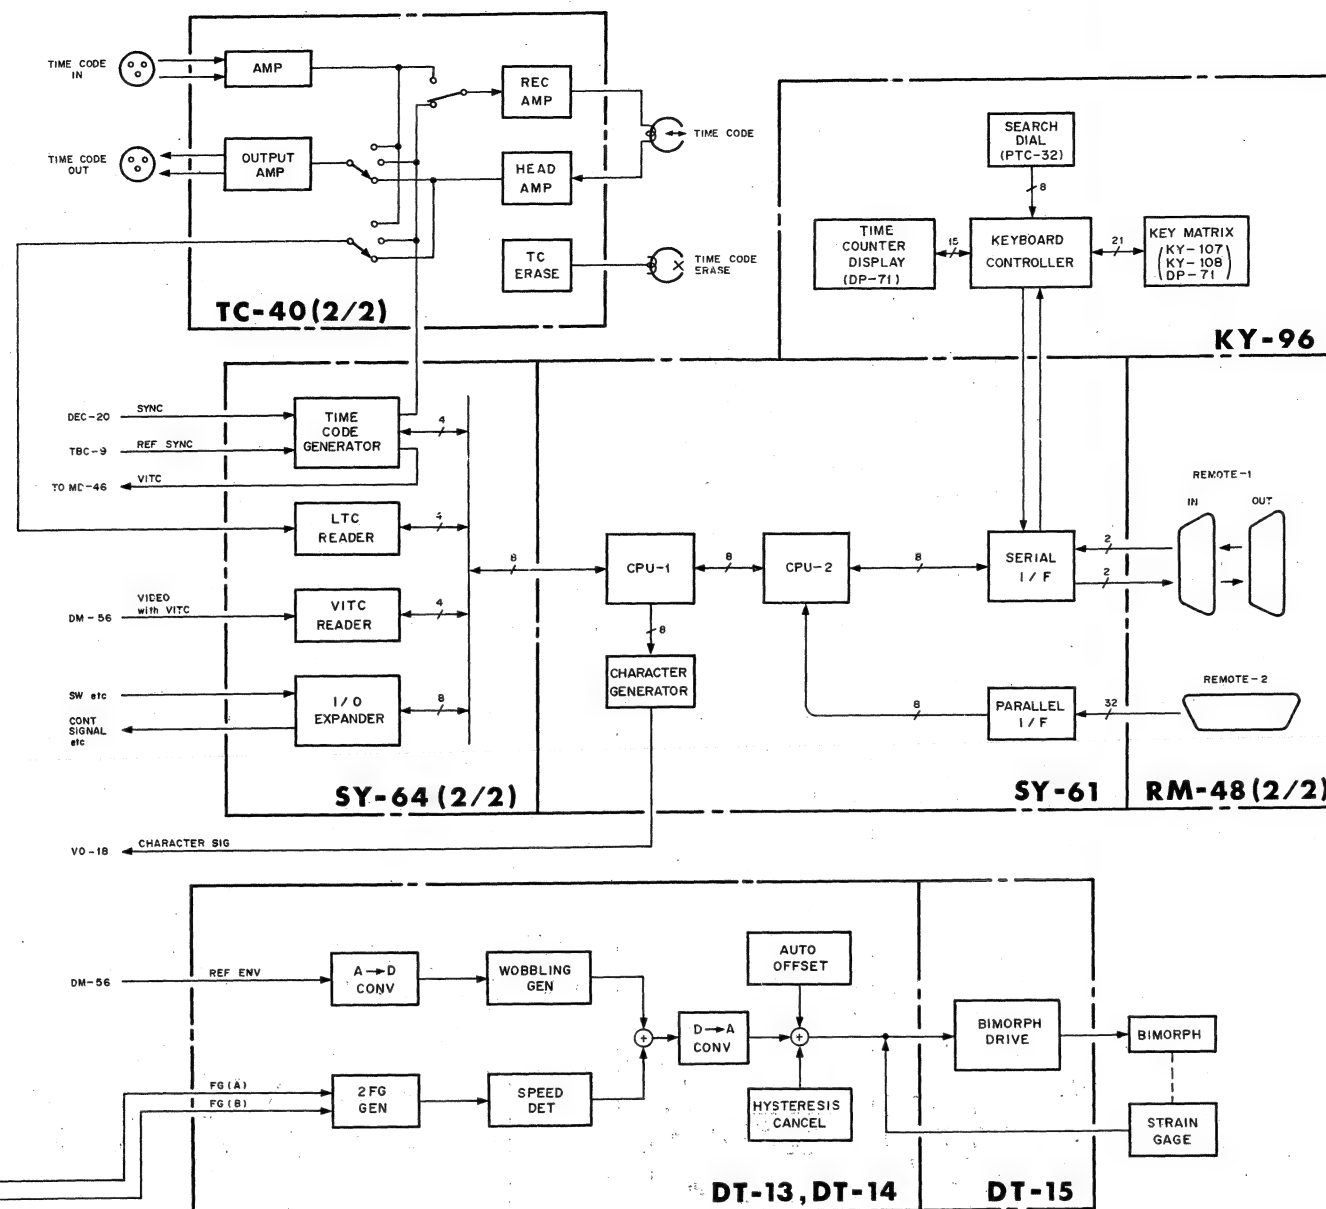 TIME CODE
IN
AMP
REC
AMP
TIME CODE
TIME CODE
OUT
OUTPUT
AMP
HEAD
AMP
TC
ERASE
TIME CODE
ERASE
TC-40(2/2)
SEARCH
DIAL
(PTC-32)
8
TIME
COUNTER
DISPLAY
(DP-71)
15
KEYBOARD
CONTROLLER
21
KEY MATRIX
(KY-107
KY-108
DP-71)
KY-96
DEC-20
SYNC
TBC-9
REF SYNC
TO MD-46
VITC
TIME
CODE
GENERATOR
4
LTC
READER
4
DM-56
VIDEO
with VITC
VITC
READER
4
SW etc
CONT
SIGNAL
etc
I/O
EXPANDER
8
8
CPU-1
8
CPU-2
8
SERIAL
I/F
2
2
REMOTE-1
IN
OUT
8
CHARACTER
GENERATOR
8
PARALLEL
I/F
32
REMOTE-2
SY-64(2/2)
SY-61
RM-48(2/2)
VO-18
CHARACTER SIG
DM-56
REF ENV
A→D
CONV
WOBBLING
GEN
AUTO
OFFSET
+
D→A
CONV
+
BIMORPH
DRIVE
BIMORPH
FG(A)
FG(B)
2FG
GEN
SPEED
DET
HYSTERESIS
CANCEL
STRAIN
GAGE
DT-13,DT-14
DT-15